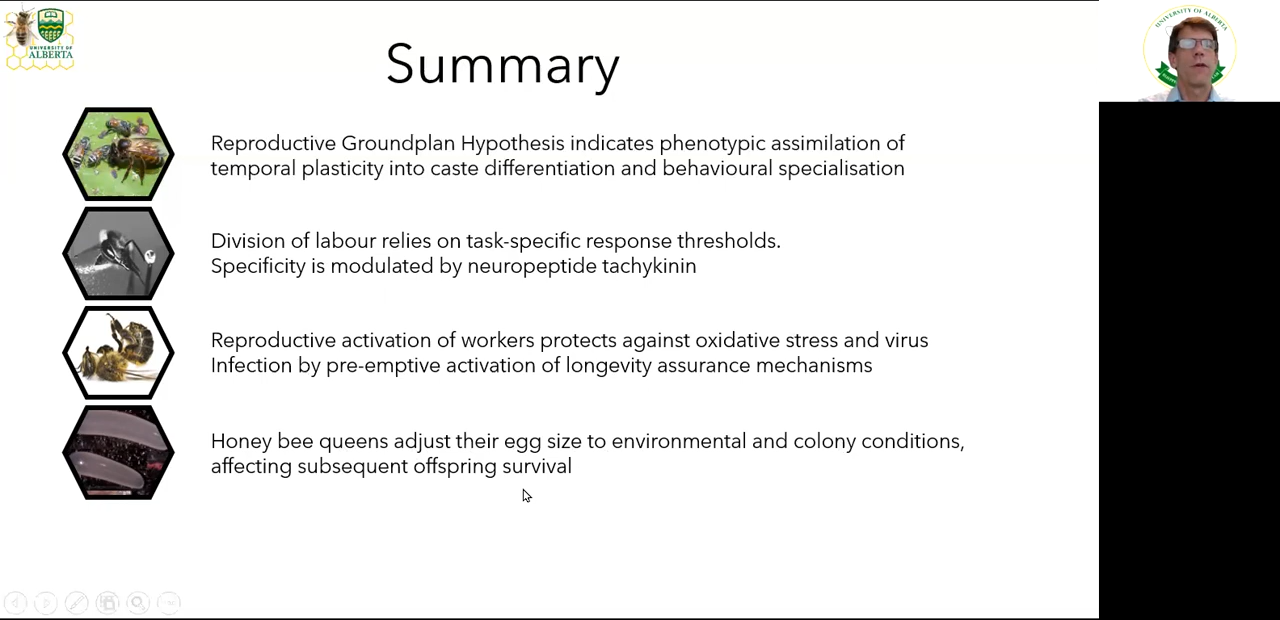 UNIVERSITY OF
ALBERTA
Summary
UNIVERSITY OF ALBERTA
Reproductive Groundplan Hypothesis indicates phenotypic assimilation of
temporal plasticity into caste differentiation and behavioural specialisation
Division of labour relies on task-specific response thresholds.
Specificity is modulated by neuropeptide tachykinin
Reproductive activation of workers protects against oxidative stress and virus
Infection by pre-emptive activation of longevity assurance mechanisms
Honey bee queens adjust their egg size to environmental and colony conditions,
affecting subsequent offspring survival